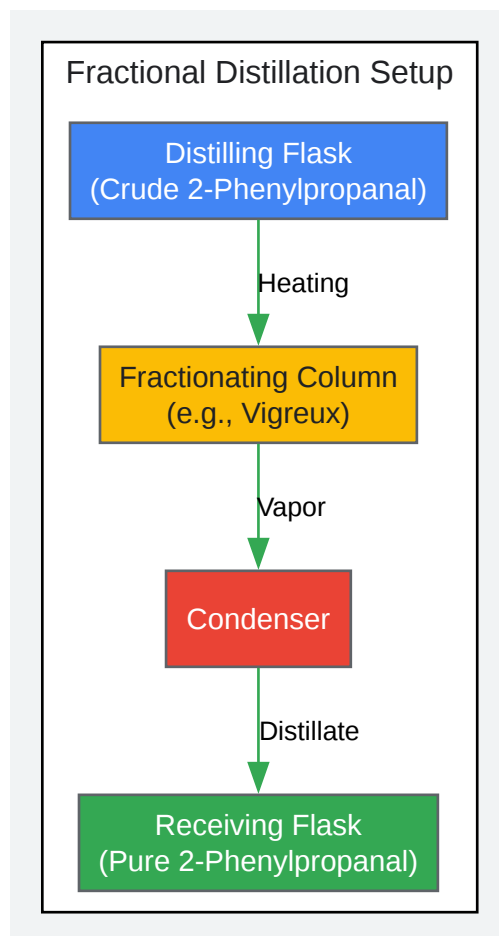 Fractional Distillation Setup
Distilling Flask
(Crude 2-Phenylpropanal)
Heating
Fractionating Column
(e.g., Vigreux)
Vapor
Condenser
Distillate
Receiving Flask
(Pure 2-Phenylpropanal)